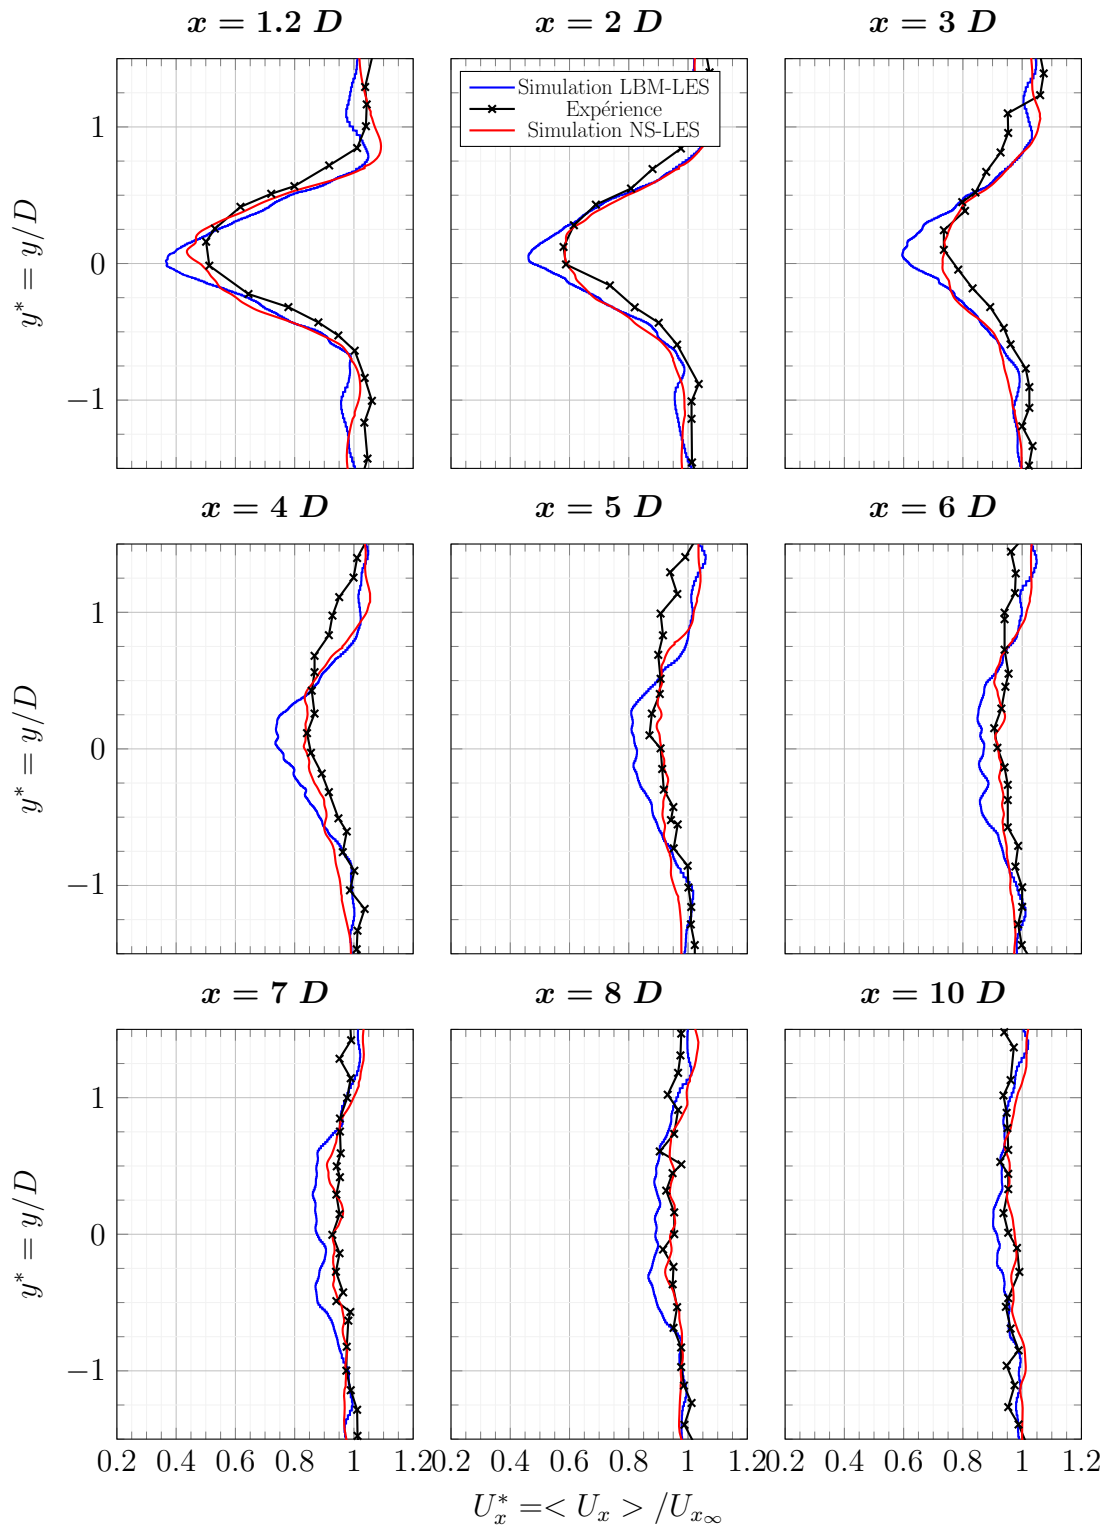 x = 1.2 D
x = 2 D
x = 3 D
Simulation LBM-LES
Expérience
Simulation NS-LES
1
0
−1
y* = y/D
x = 4 D
x = 5 D
x = 6 D
1
0
−1
y* = y/D
x = 7 D
x = 8 D
x = 10 D
1
0
−1
y* = y/D
0.2 0.4 0.6 0.8 1 1.2
0.2 0.4 0.6 0.8 1 1.2
0.2 0.4 0.6 0.8 1 1.2
U*ₓ =< Uₓ > /Uₓ∞